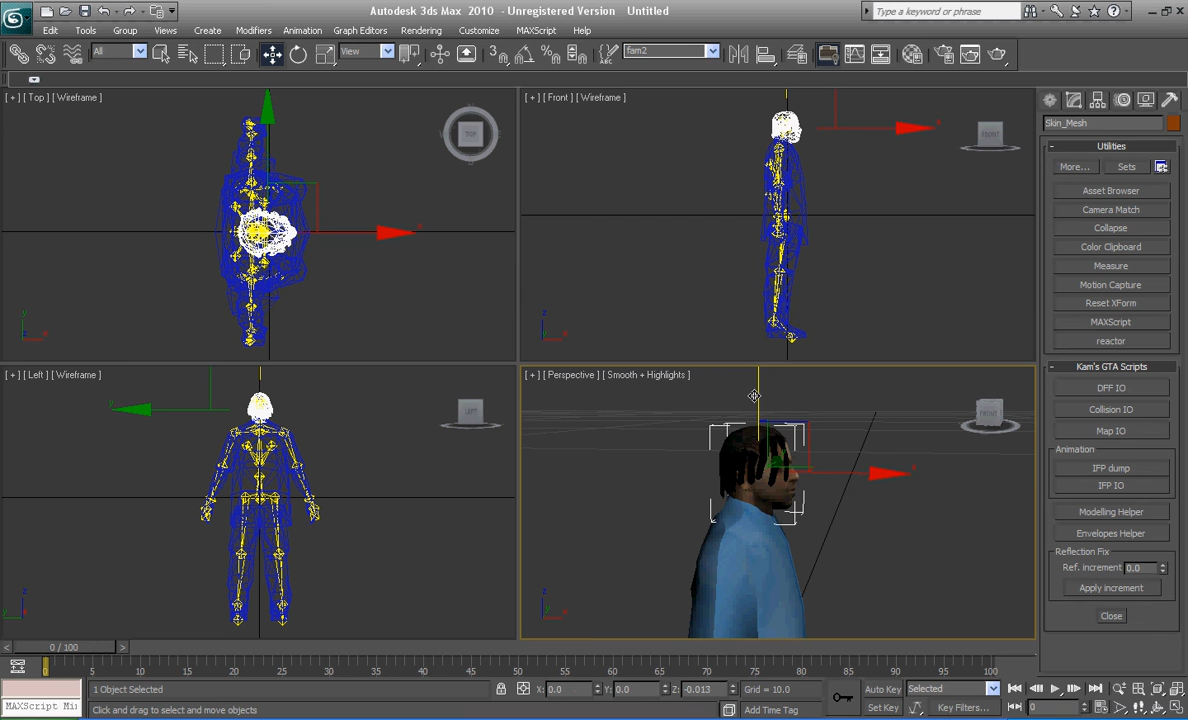 Autodesk 3ds Max 2010 - Unregistered Version Untitled
Type a keyword or phrase
Edit Tools Group Views Create Modifiers Animation Graph Editors Rendering Customize MAXScript Help
All
View
fam2
[ + ] [ Top ] [ Wireframe ]
TOP
[ + ] [ Front ] [ Wireframe ]
FRONT
[ + ] [ Left ] [ Wireframe ]
LEFT
[ + ] [ Perspective ] [ Smooth + Highlights ]
FRONT
Skin_Mesh
Utilities
More... Sets
Asset Browser
Camera Match
Collapse
Color Clipboard
Measure
Motion Capture
Reset XForm
MAXScript
reactor
Kam's GTA Scripts
DFF IO
Collision IO
Map IO
Animation
IFP dump
IFP IO
Modelling Helper
Envelopes Helper
Reflection Fix
Ref. increment 0.0
Apply increment
Close
< 0 / 100 >
0 5 10 15 20 25 30 35 40 45 50 55 60 65 70 75 80 85 90 95 100
1 Object Selected X: 0.0 Y: 0.0 Z: -0.013 Grid = 10.0 Auto Key Selected
MAXScript Mi Click and drag to select and move objects Add Time Tag Set Key Key Filters... 0